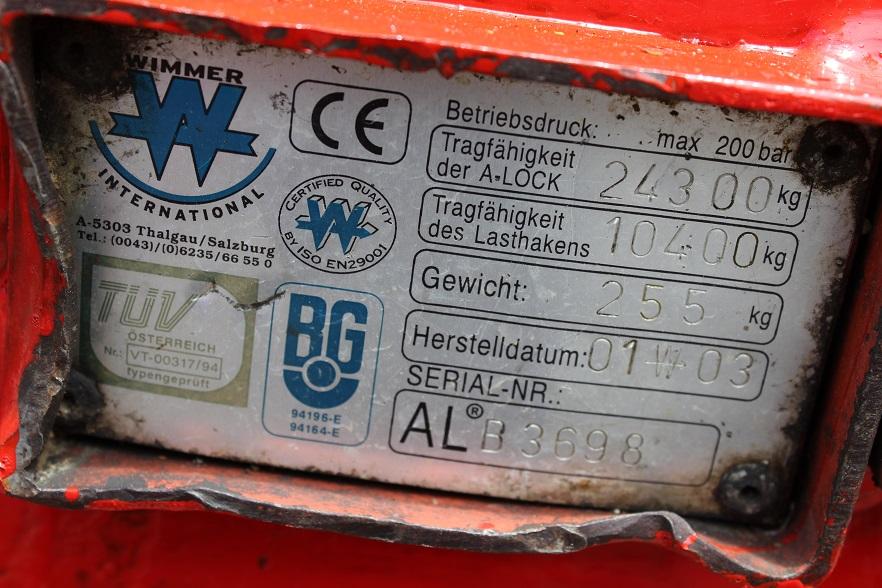 WIMMER
INTERNATIONAL
A-5303 Thalgau/Salzburg
Tel.: (0043)/(0)6235/66 55 0
CE
CERTIFIED QUALITY
BY ISO EN29001
TÜV
ÖSTERREICH
Nr.: VT-00317/94
typengeprüft
BG
94196-E
94164-E
Betriebsdruck: max 200 bar
Tragfähigkeit
der A-LOCK 24300 kg
Tragfähigkeit
des Lasthakens 10400 kg
Gewicht: 255 kg
Herstelldatum: 01 W 03
SERIAL-NR.:
AL® B3698